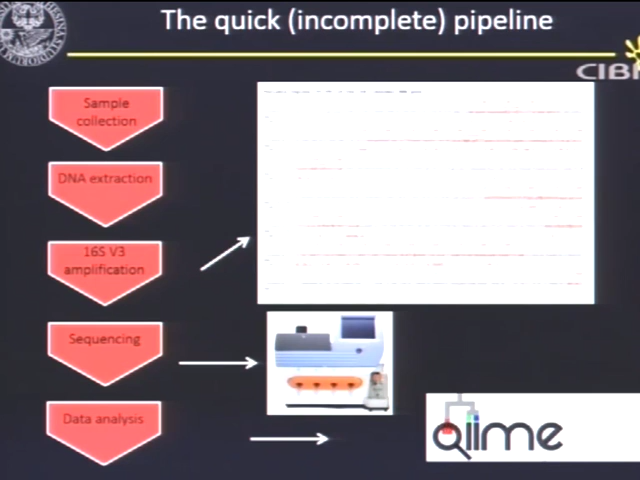 The quick (incomplete) pipeline
CIBI
Sample
collection
DNA extraction
16S V3
amplification
Sequencing
Data analysis
qiime